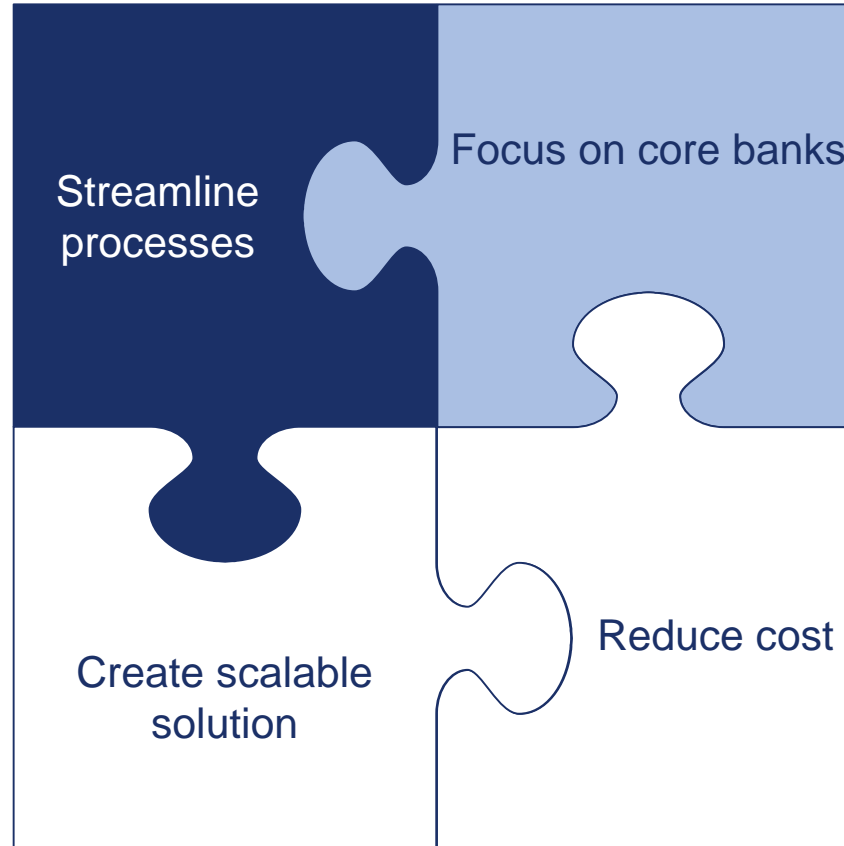 Streamline
processes
Focus on core banks
Create scalable
solution
Reduce cost